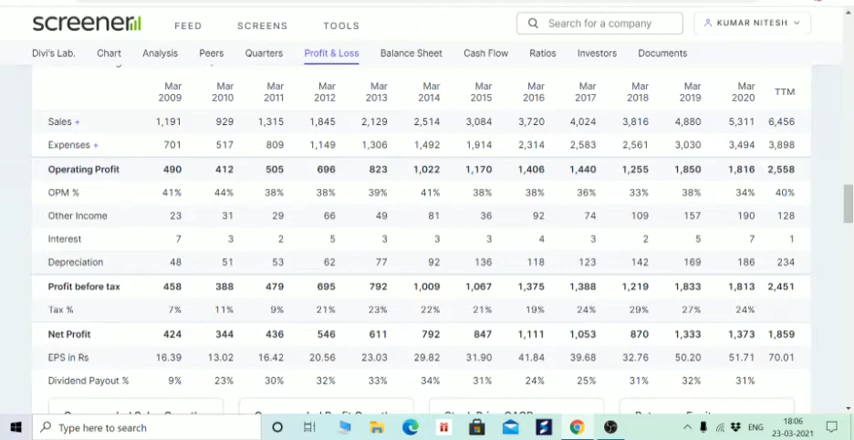 screener
FEED SCREENS TOOLS
Search for a company
KUMAR NITESH
Divi's Lab. Chart Analysis Peers Quarters Profit & Loss Balance Sheet Cash Flow Ratios Investors Documents
Mar 2009 Mar 2010 Mar 2011 Mar 2012 Mar 2013 Mar 2014 Mar 2015 Mar 2016 Mar 2017 Mar 2018 Mar 2019 Mar 2020 TTM
Sales + 1,191 929 1,315 1,845 2,129 2,514 3,084 3,720 4,024 3,816 4,880 5,311 6,456
Expenses + 701 517 809 1,149 1,306 1,492 1,914 2,314 2,583 2,561 3,030 3,494 3,898
Operating Profit 490 412 505 696 823 1,022 1,170 1,406 1,440 1,255 1,850 1,816 2,558
OPM % 41% 44% 38% 38% 39% 41% 38% 38% 36% 33% 38% 34% 40%
Other Income 23 31 29 66 49 81 36 92 74 109 157 190 128
Interest 7 3 2 5 3 3 3 4 3 2 5 7 1
Depreciation 48 51 53 62 77 92 136 118 123 142 169 186 234
Profit before tax 458 388 479 695 792 1,009 1,067 1,375 1,388 1,219 1,833 1,813 2,451
Tax % 7% 11% 9% 21% 23% 22% 21% 19% 24% 29% 27% 24%
Net Profit 424 344 436 546 611 792 847 1,111 1,053 870 1,333 1,373 1,859
EPS in Rs 16.39 13.02 16.42 20.56 23.03 29.82 31.90 41.84 39.68 32.76 50.20 51.71 70.01
Dividend Payout % 9% 23% 30% 32% 33% 34% 31% 24% 25% 31% 32% 31%
Type here to search
ENG
18:06
23-03-2021